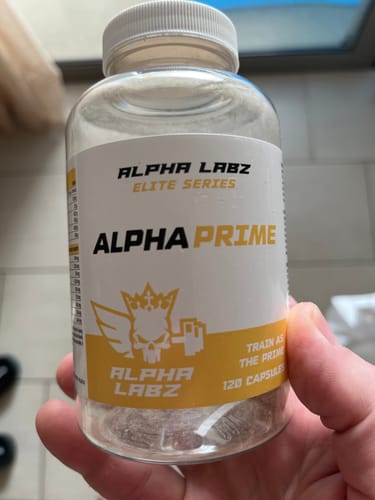 ALPHA LABZ
ELITE SERIES
ALPHA PRIME
ALPHA
LABZ
TRAIN AS
THE PRIME
120 CAPSULES